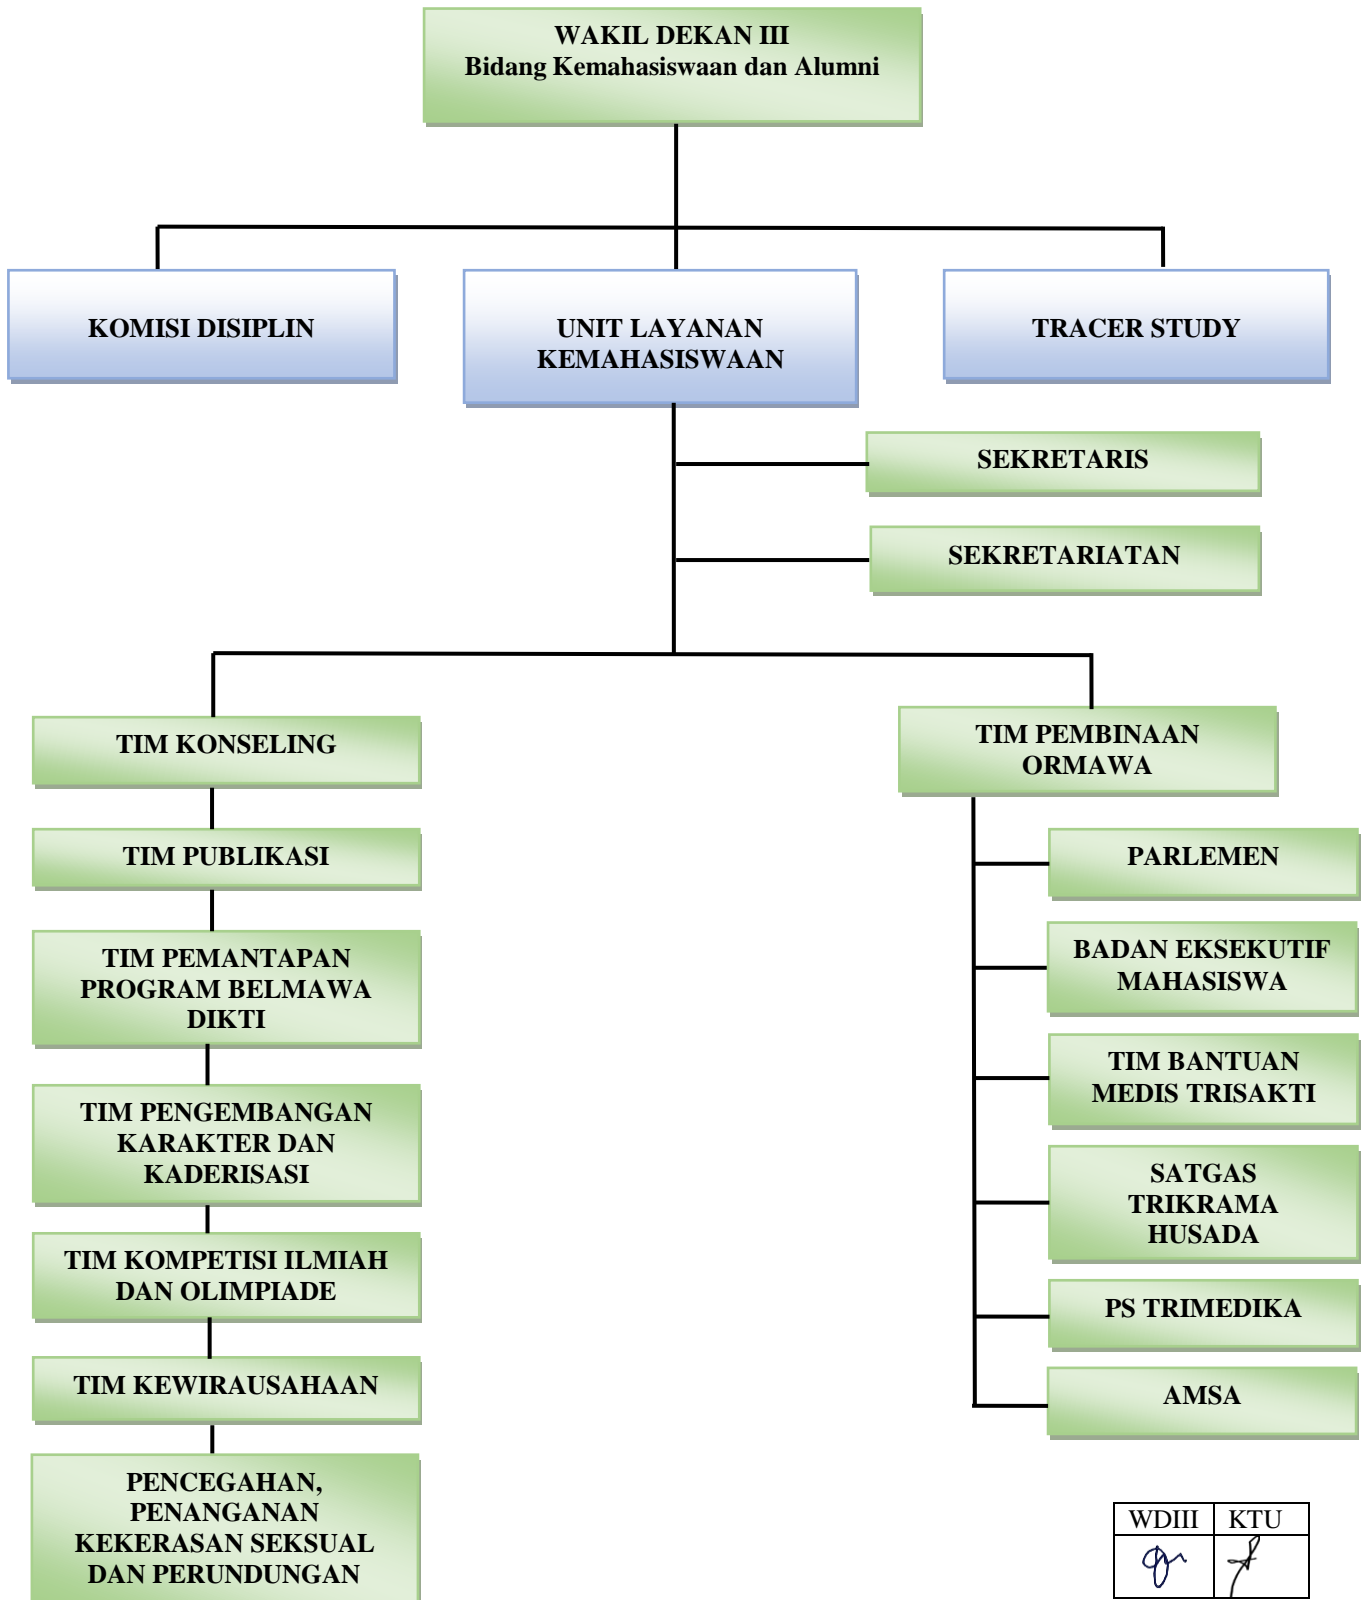 WAKIL DEKAN III
Bidang Kemahasiswaan dan Alumni
KOMISI DISIPLIN
UNIT LAYANAN
KEMAHASISWAAN
TRACER STUDY
SEKRETARIS
SEKRETARIATAN
TIM KONSELING
TIM PUBLIKASI
TIM PEMANTAPAN
PROGRAM BELMAWA
DIKTI
TIM PENGEMBANGAN
KARAKTER DAN
KADERISASI
TIM KOMPETISI ILMIAH
DAN OLIMPIADE
TIM KEWIRAUSAHAAN
PENCEGAHAN,
PENANGANAN
KEKERASAN SEKSUAL
DAN PERUNDUNGAN
TIM PEMBINAAN
ORMAWA
PARLEMEN
BADAN EKSEKUTIF
MAHASISWA
TIM BANTUAN
MEDIS TRISAKTI
SATGAS
TRIKRAMA
HUSADA
PS TRIMEDIKA
AMSA
WDIII KTU